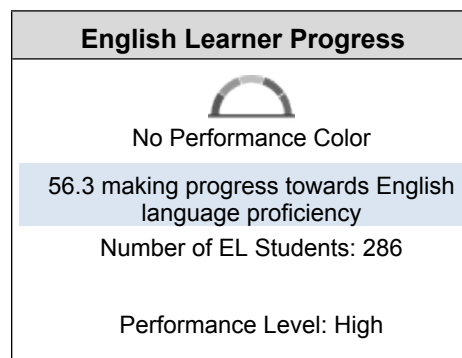 English Learner Progress
No Performance Color
56.3 making progress towards English
language proficiency
Number of EL Students: 286
Performance Level: High